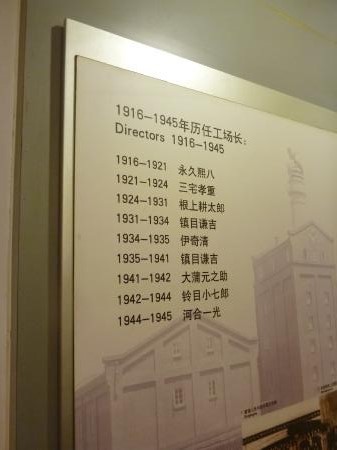 1916—1945年历任工场长：
Directors 1916—1945
1916—1921 永久熙八
1921—1924 三宅孝重
1924—1931 根上耕太郎
1931—1934 镇目谦吉
1934—1935 伊奇清
1935—1941 镇目谦吉
1941—1942 大蒲元之助
1942—1944 铃目小七郎
1944—1945 河合一光